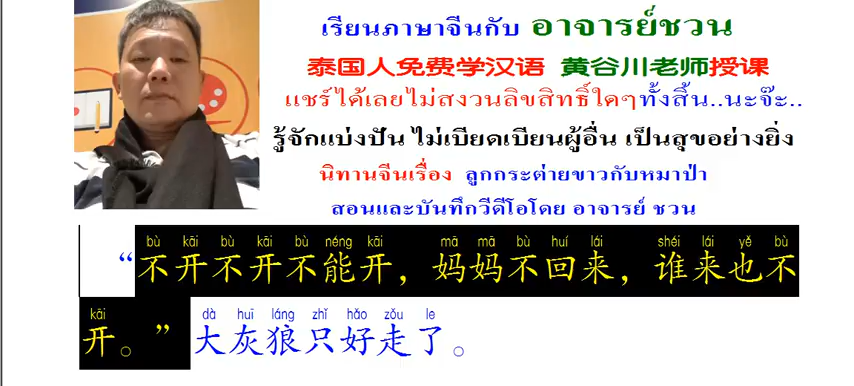 เรียนภาษาจีนกับ อาจารย์ชวน
泰国人免费学汉语 黄谷川老师授课
แชร์ได้เลยไม่สงวนลิขสิทธิ์ใดๆทั้งสิ้น..นะจ๊ะ..
รู้จักแบ่งปัน ไม่เบียดเบียนผู้อื่น เป็นสุขอย่างยิ่ง
นิทานจีนเรื่อง ลูกกระต่ายขาวกับหมาป่า
สอนและบันทึกวีดีโอโดย อาจารย์ ชวน
bù kāi bù kāi bù néng kāi mā mā bù huí lái shéi lái yě bù
“不开不开不能开，妈妈不回来，谁来也不
kāi dà huī láng zhǐ hǎo zǒu le
开。”大灰狼只好走了。